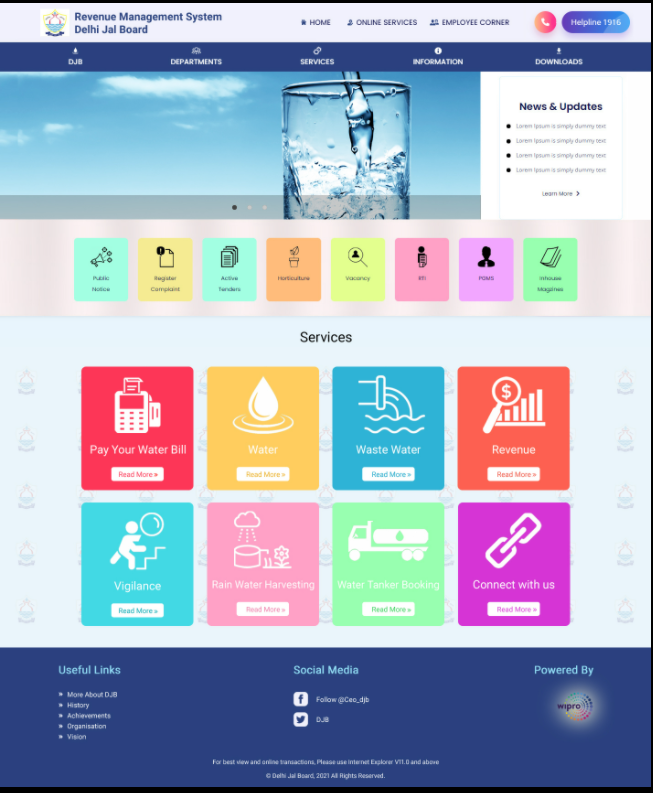 Revenue Management System
Delhi Jal Board
HOME
ONLINE SERVICES
EMPLOYEE CORNER
Helpline 1916
DJB
DEPARTMENTS
SERVICES
INFORMATION
DOWNLOADS
News & Updates
Lorem Ipsum is simply dummy text
Lorem Ipsum is simply dummy text
Lorem Ipsum is simply dummy text
Lorem Ipsum is simply dummy text
Learn More >
Public
Notice
Register
Complaint
Active
Tenders
Horticulture
Vacancy
RTI
PGMS
Inhouse
Magzines
Services
Pay Your Water Bill
Read More »
Water
Read More »
Waste Water
Read More »
Revenue
Read More »
Vigilance
Read More »
Rain Water Harvesting
Read More »
Water Tanker Booking
Read More »
Connect with us
Read More »
Useful Links
» More About DJB
» History
» Achievements
» Organisation
» Vision
Social Media
Follow @Ceo_djb
DJB
Powered By
wipro
For best view and online transactions, Please use Internet Explorer V11.0 and above
© Delhi Jal Board, 2021 All Rights Reserved.